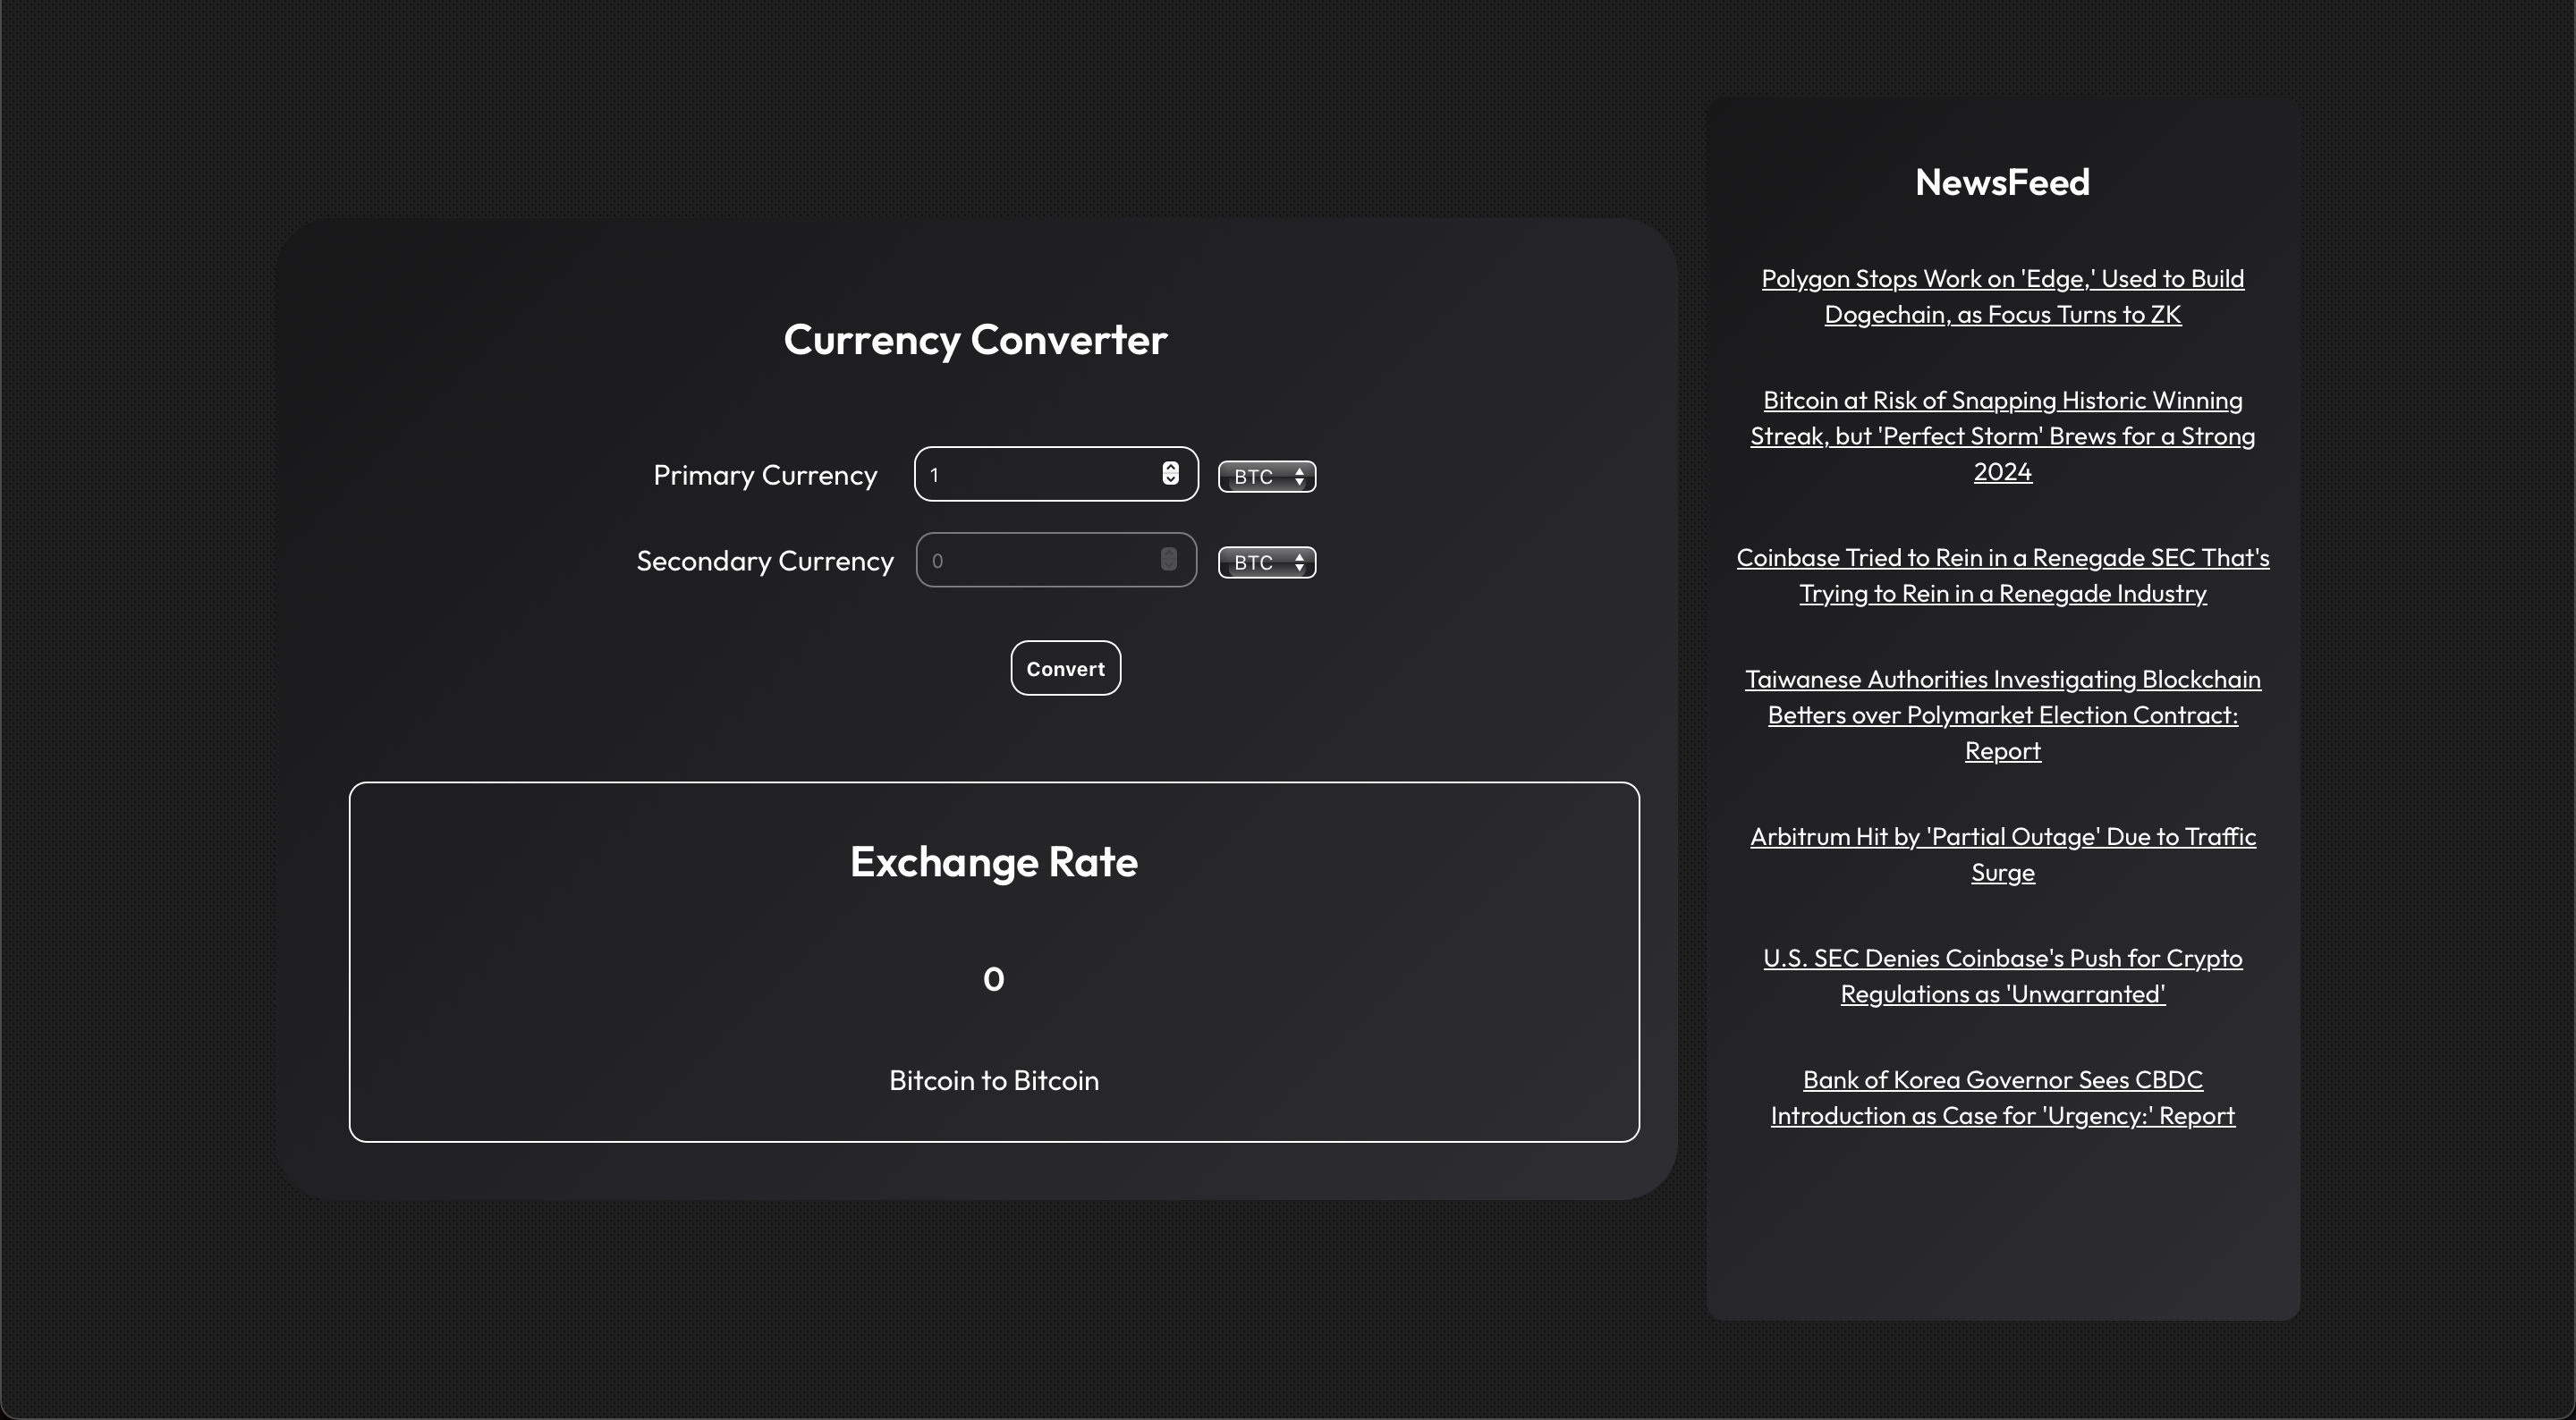 Currency Converter
Primary Currency 1 BTC
Secondary Currency 0 BTC
Convert
Exchange Rate
0
Bitcoin to Bitcoin
NewsFeed
Polygon Stops Work on 'Edge,' Used to Build
Dogechain, as Focus Turns to ZK
Bitcoin at Risk of Snapping Historic Winning
Streak, but 'Perfect Storm' Brews for a Strong
2024
Coinbase Tried to Rein in a Renegade SEC That's
Trying to Rein in a Renegade Industry
Taiwanese Authorities Investigating Blockchain
Betters over Polymarket Election Contract:
Report
Arbitrum Hit by 'Partial Outage' Due to Traffic
Surge
U.S. SEC Denies Coinbase's Push for Crypto
Regulations as 'Unwarranted'
Bank of Korea Governor Sees CBDC
Introduction as Case for 'Urgency:' Report